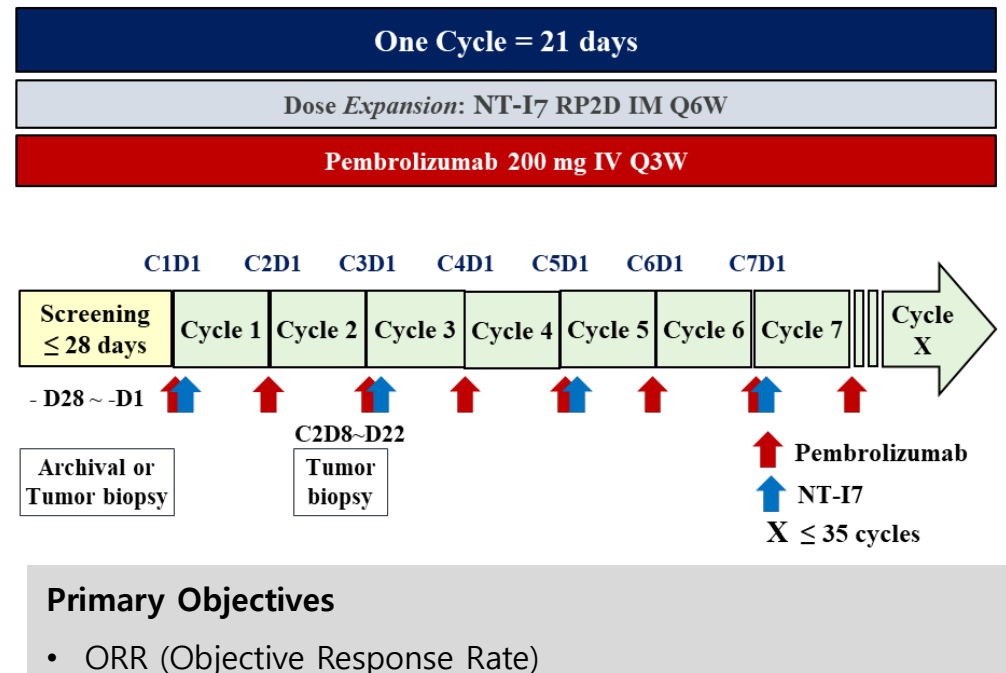 One Cycle = 21 days
Dose Expansion: NT-I7 RP2D IM Q6W
Pembrolizumab 200 mg IV Q3W
C1D1 C2D1 C3D1 C4D1 C5D1 C6D1 C7D1
Screening
≤ 28 days
Cycle 1 Cycle 2 Cycle 3 Cycle 4 Cycle 5 Cycle 6 Cycle 7
Cycle
X
- D28 ~ -D1
C2D8~D22
Archival or
Tumor biopsy
Tumor
biopsy
Pembrolizumab
NT-I7
X ≤ 35 cycles
Primary Objectives
• ORR (Objective Response Rate)